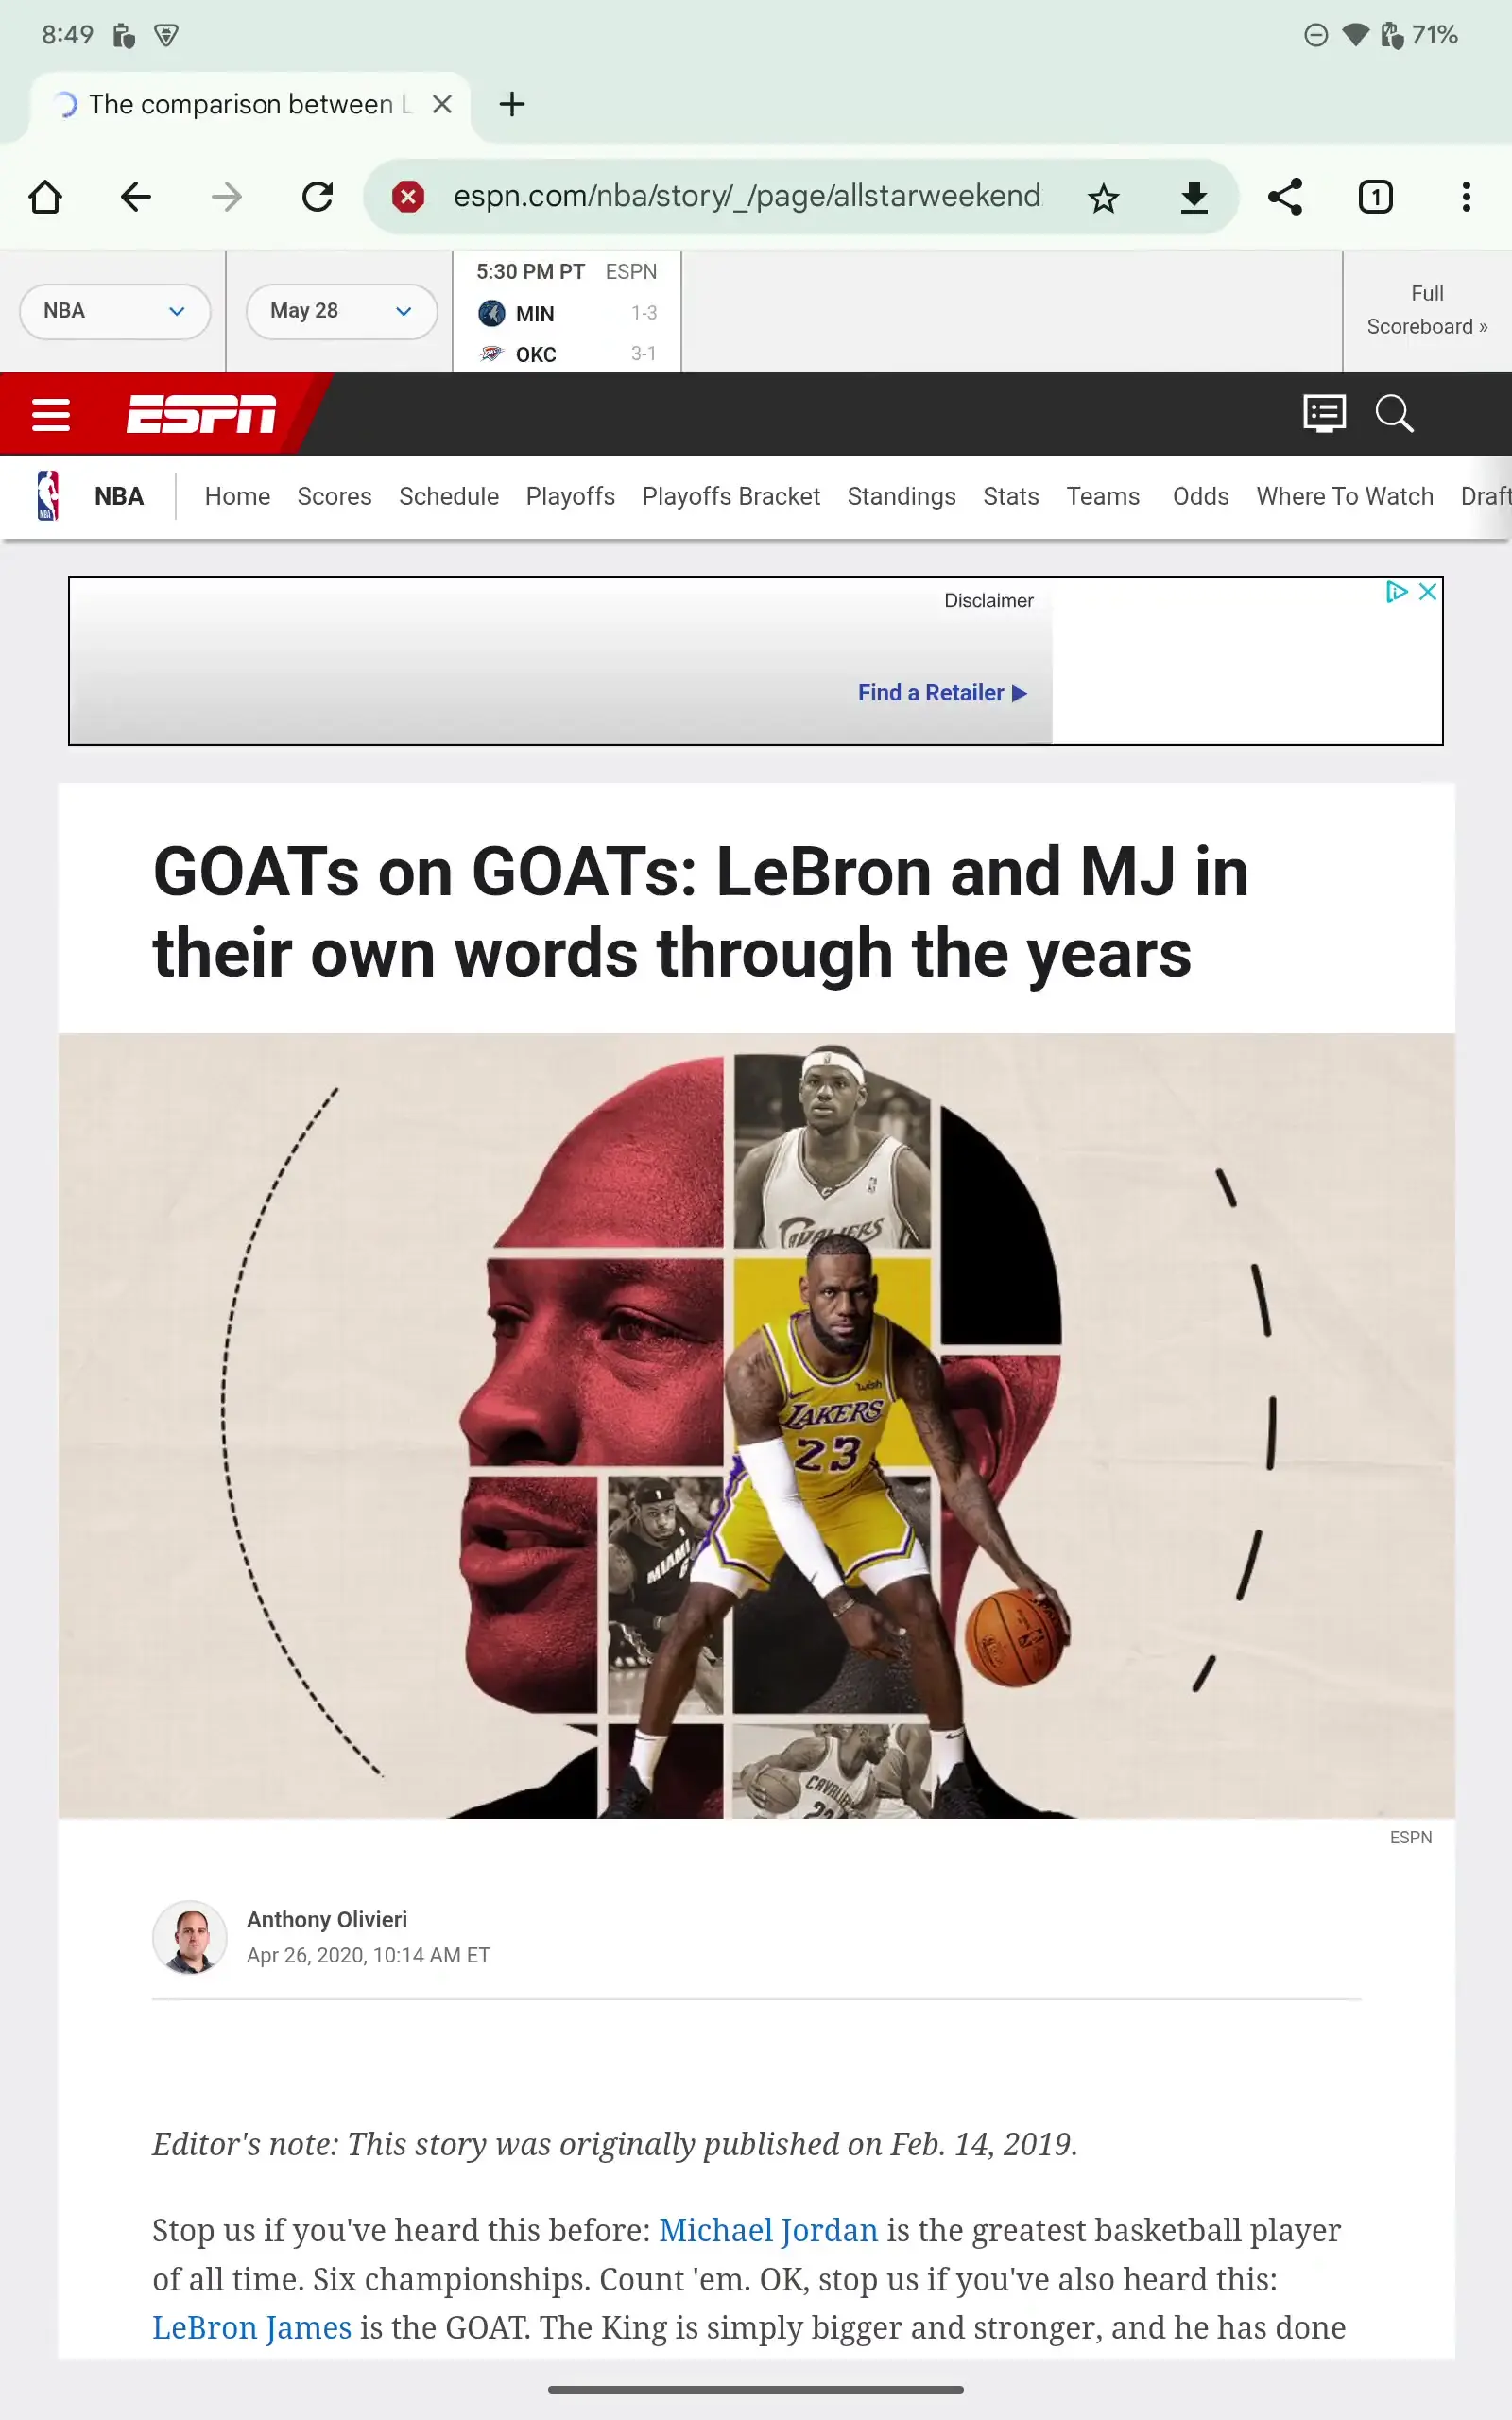 8:49
71%
The comparison between L
espn.com/nba/story/_/page/allstarweekend
1
NBA
May 28
5:30 PM PT ESPN
MIN 1-3
OKC 3-1
Full
Scoreboard »
ESPN
NBA Home Scores Schedule Playoffs Playoffs Bracket Standings Stats Teams Odds Where To Watch Draft
Disclaimer
Find a Retailer
GOATs on GOATs: LeBron and MJ in
their own words through the years
CAVALIERS
wish
LAKERS
23
MIAMI
CAVALIERS
ESPN
Anthony Olivieri
Apr 26, 2020, 10:14 AM ET
Editor's note: This story was originally published on Feb. 14, 2019.
Stop us if you've heard this before: Michael Jordan is the greatest basketball player
of all time. Six championships. Count 'em. OK, stop us if you've also heard this:
LeBron James is the GOAT. The King is simply bigger and stronger, and he has done